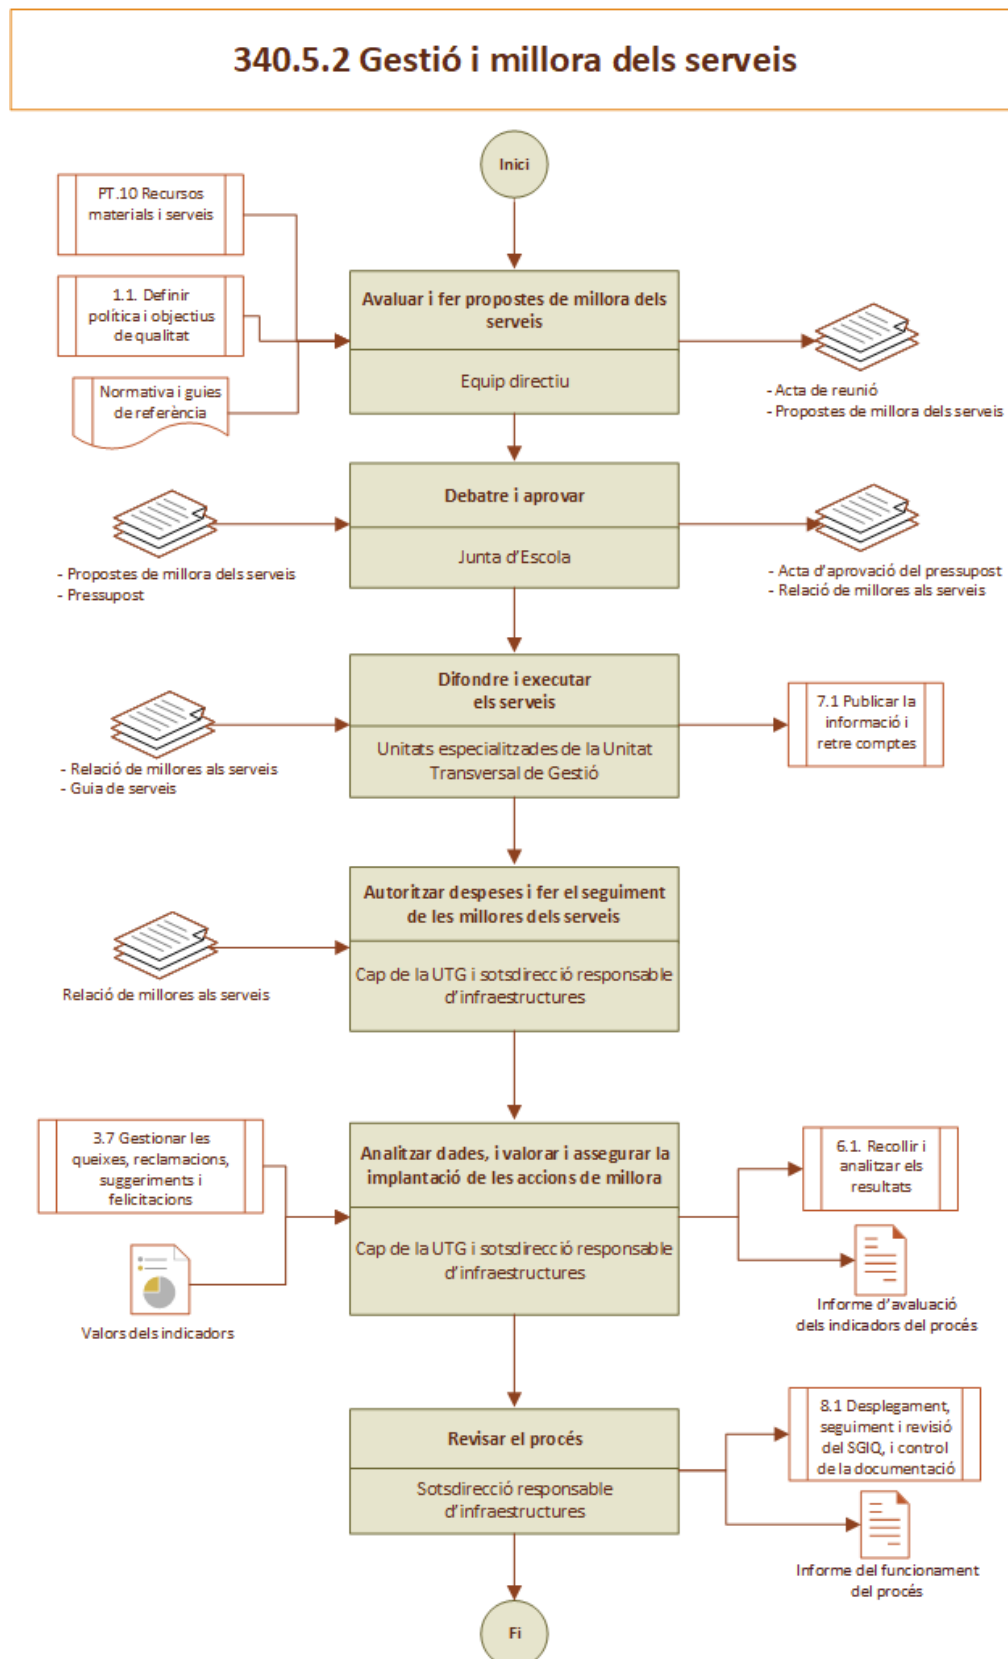 340.5.2 Gestió i millora dels serveis
Inici
PT.10 Recursos
materials i serveis
1.1. Definir
política i objectius
de qualitat
Normativa i guies
de referència
Avaluar i fer propostes de millora dels
serveis
Equip directiu
- Acta de reunió
- Propostes de millora dels serveis
Debatre i aprovar
Junta d'Escola
- Propostes de millora dels serveis
- Pressupost
- Acta d'aprovació del pressupost
- Relació de millores als serveis
Difondre i executar
els serveis
Unitats especialitzades de la Unitat
Transversal de Gestió
- Relació de millores als serveis
- Guia de serveis
7.1 Publicar la
informació i
retre comptes
Autoritzar despeses i fer el seguiment
de les millores dels serveis
Cap de la UTG i sotsdirecció responsable
d'infraestructures
Relació de millores als serveis
3.7 Gestionar les
queixes, reclamacions,
suggeriments i
felicitacions
Valors dels indicadors
Analitzar dades, i valorar i assegurar la
implantació de les accions de millora
Cap de la UTG i sotsdirecció responsable
d'infraestructures
6.1. Recollir i
analitzar els
resultats
Informe d'avaluació
dels indicadors del procés
Revisar el procés
Sotsdirecció responsable
d'infraestructures
8.1 Desplegament,
seguiment i revisió
del SGIQ, i control
de la documentació
Informe del funcionament
del procés
Fi